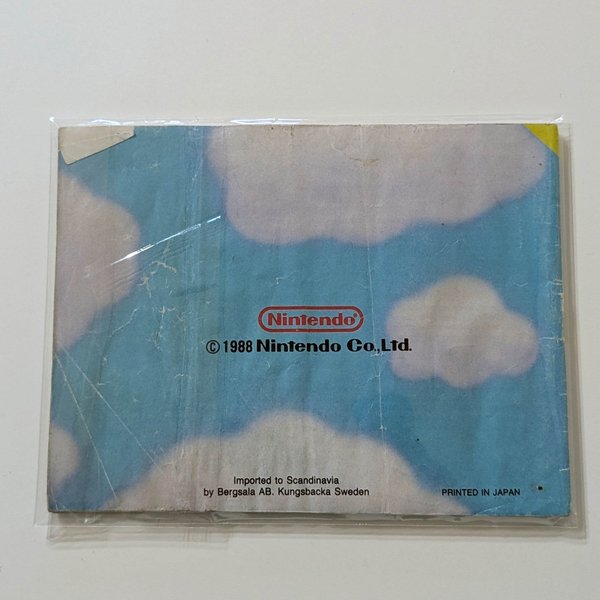 Nintendo®
© 1988 Nintendo Co.,Ltd.
Imported to Scandinavia
by Bergsala AB. Kungsbacka Sweden
PRINTED IN JAPAN